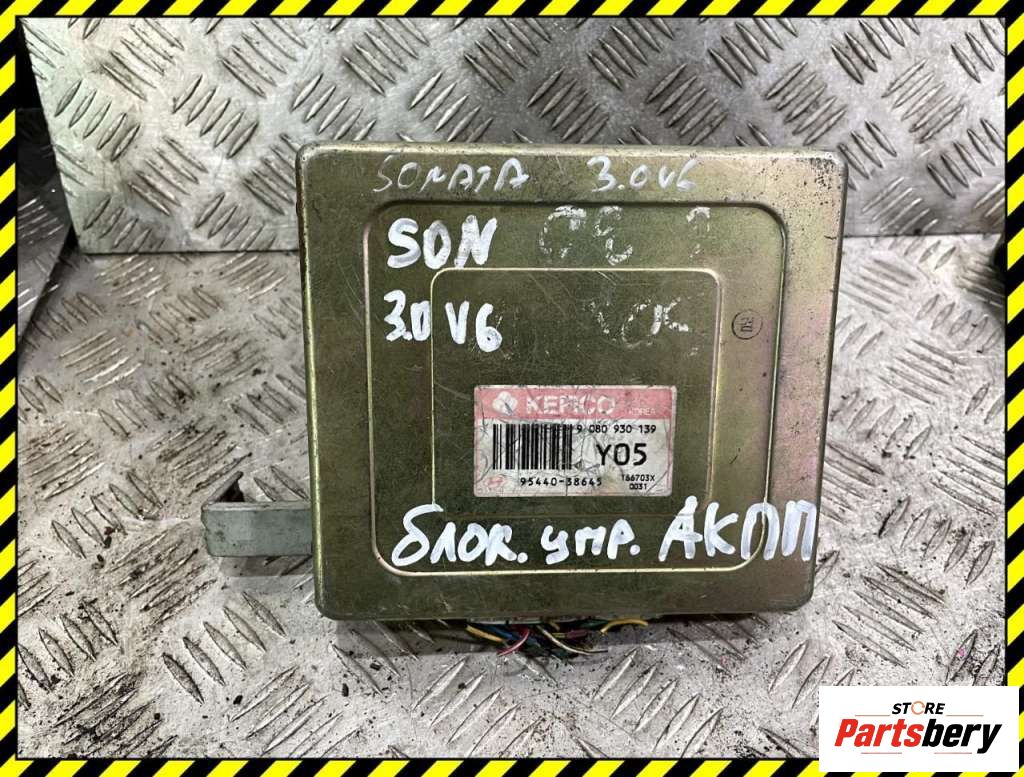 SONATA 3.0V6
SON
3.0 V6
KEFICO KOREA
9 080 930 139
Y05
95440-38645 166703X
0031
блок. упр. АКПП
STORE
Partsbery